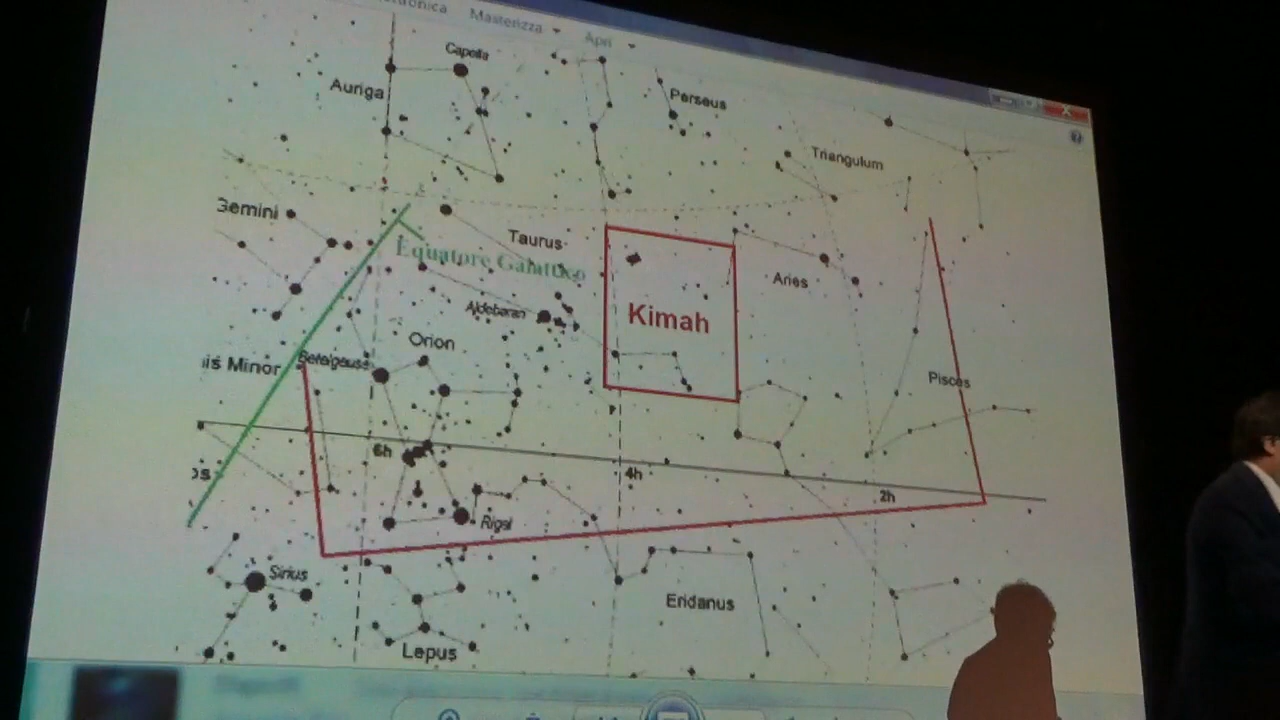 Masterizza
Apri
Capella
Auriga
Perseus
Triangulum
Gemini
Taurus
Equatore Galattico
Aries
Aldebaran
Kimah
Orion
is Minor
Betelgeuse
Pisces
6h
4h
2h
Rigel
Sirius
Eridanus
Lepus